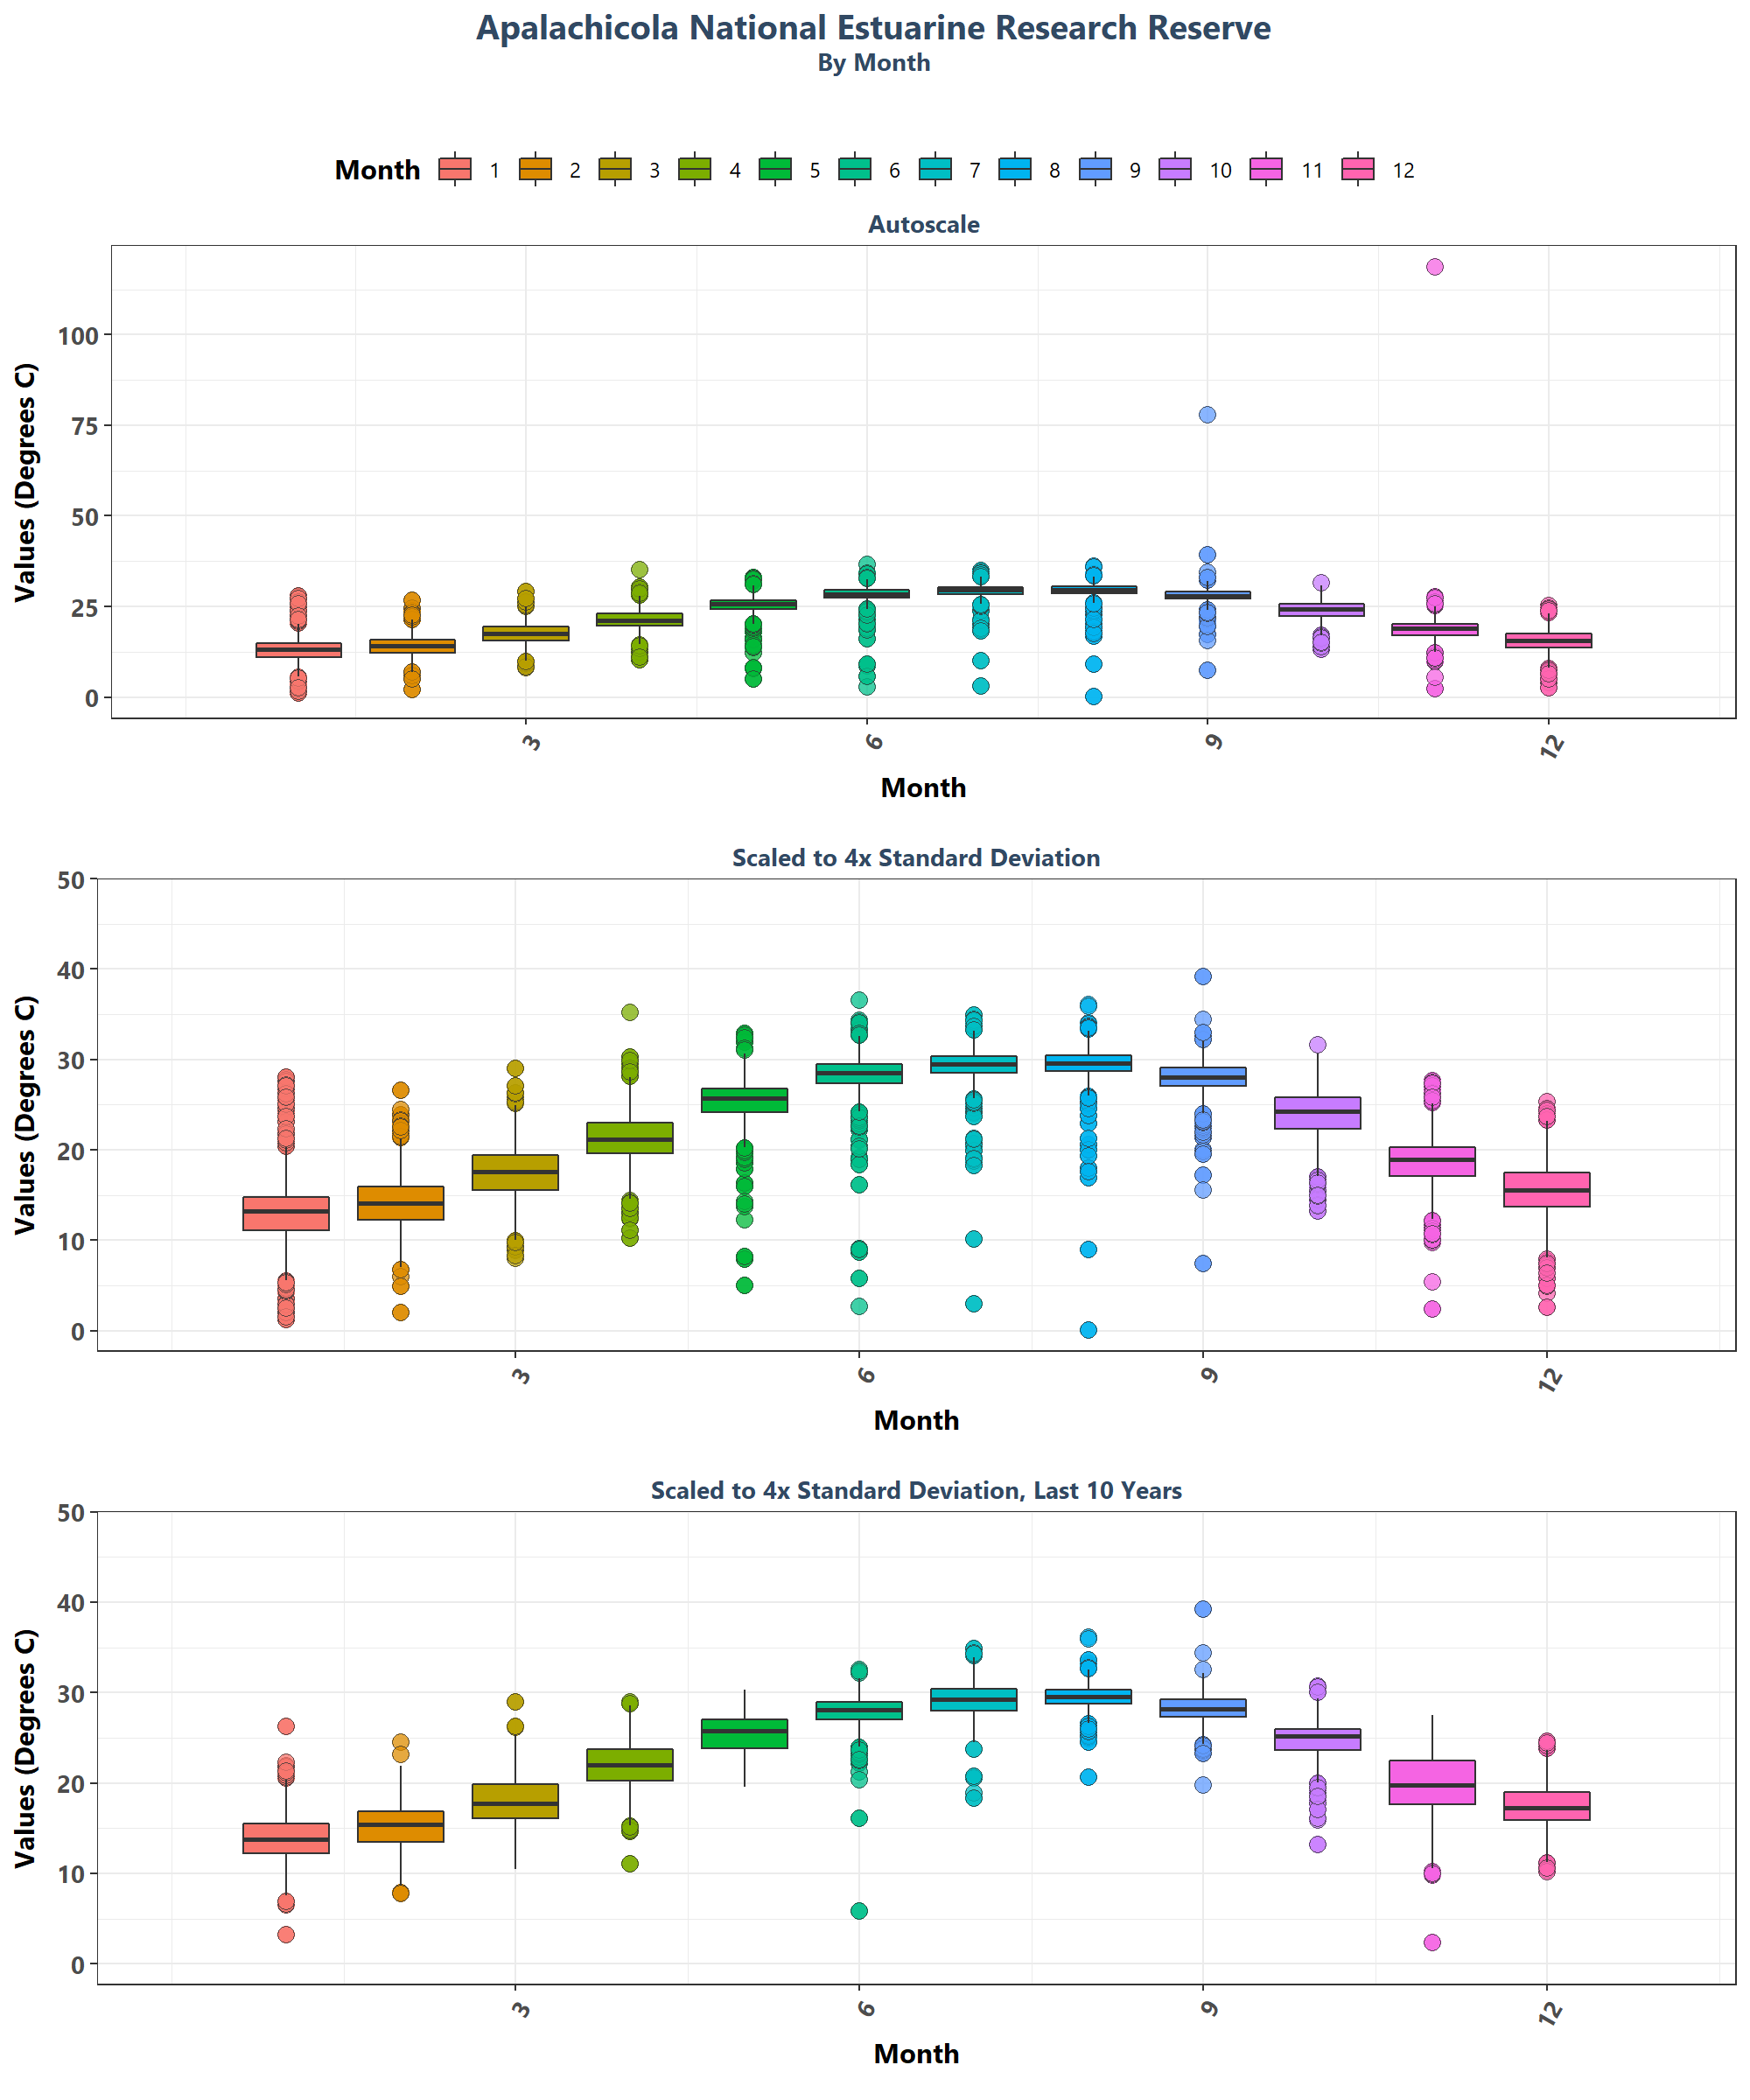 Apalachicola National Estuarine Research Reserve
By Month
Month 1 2 3 4 5 6 7 8 9 10 11 12
Autoscale
Values (Degrees C)
100
75
50
25
0
3 6 9 12
Month
Scaled to 4x Standard Deviation
Values (Degrees C)
50
40
30
20
10
0
3 6 9 12
Month
Scaled to 4x Standard Deviation, Last 10 Years
Values (Degrees C)
50
40
30
20
10
0
3 6 9 12
Month